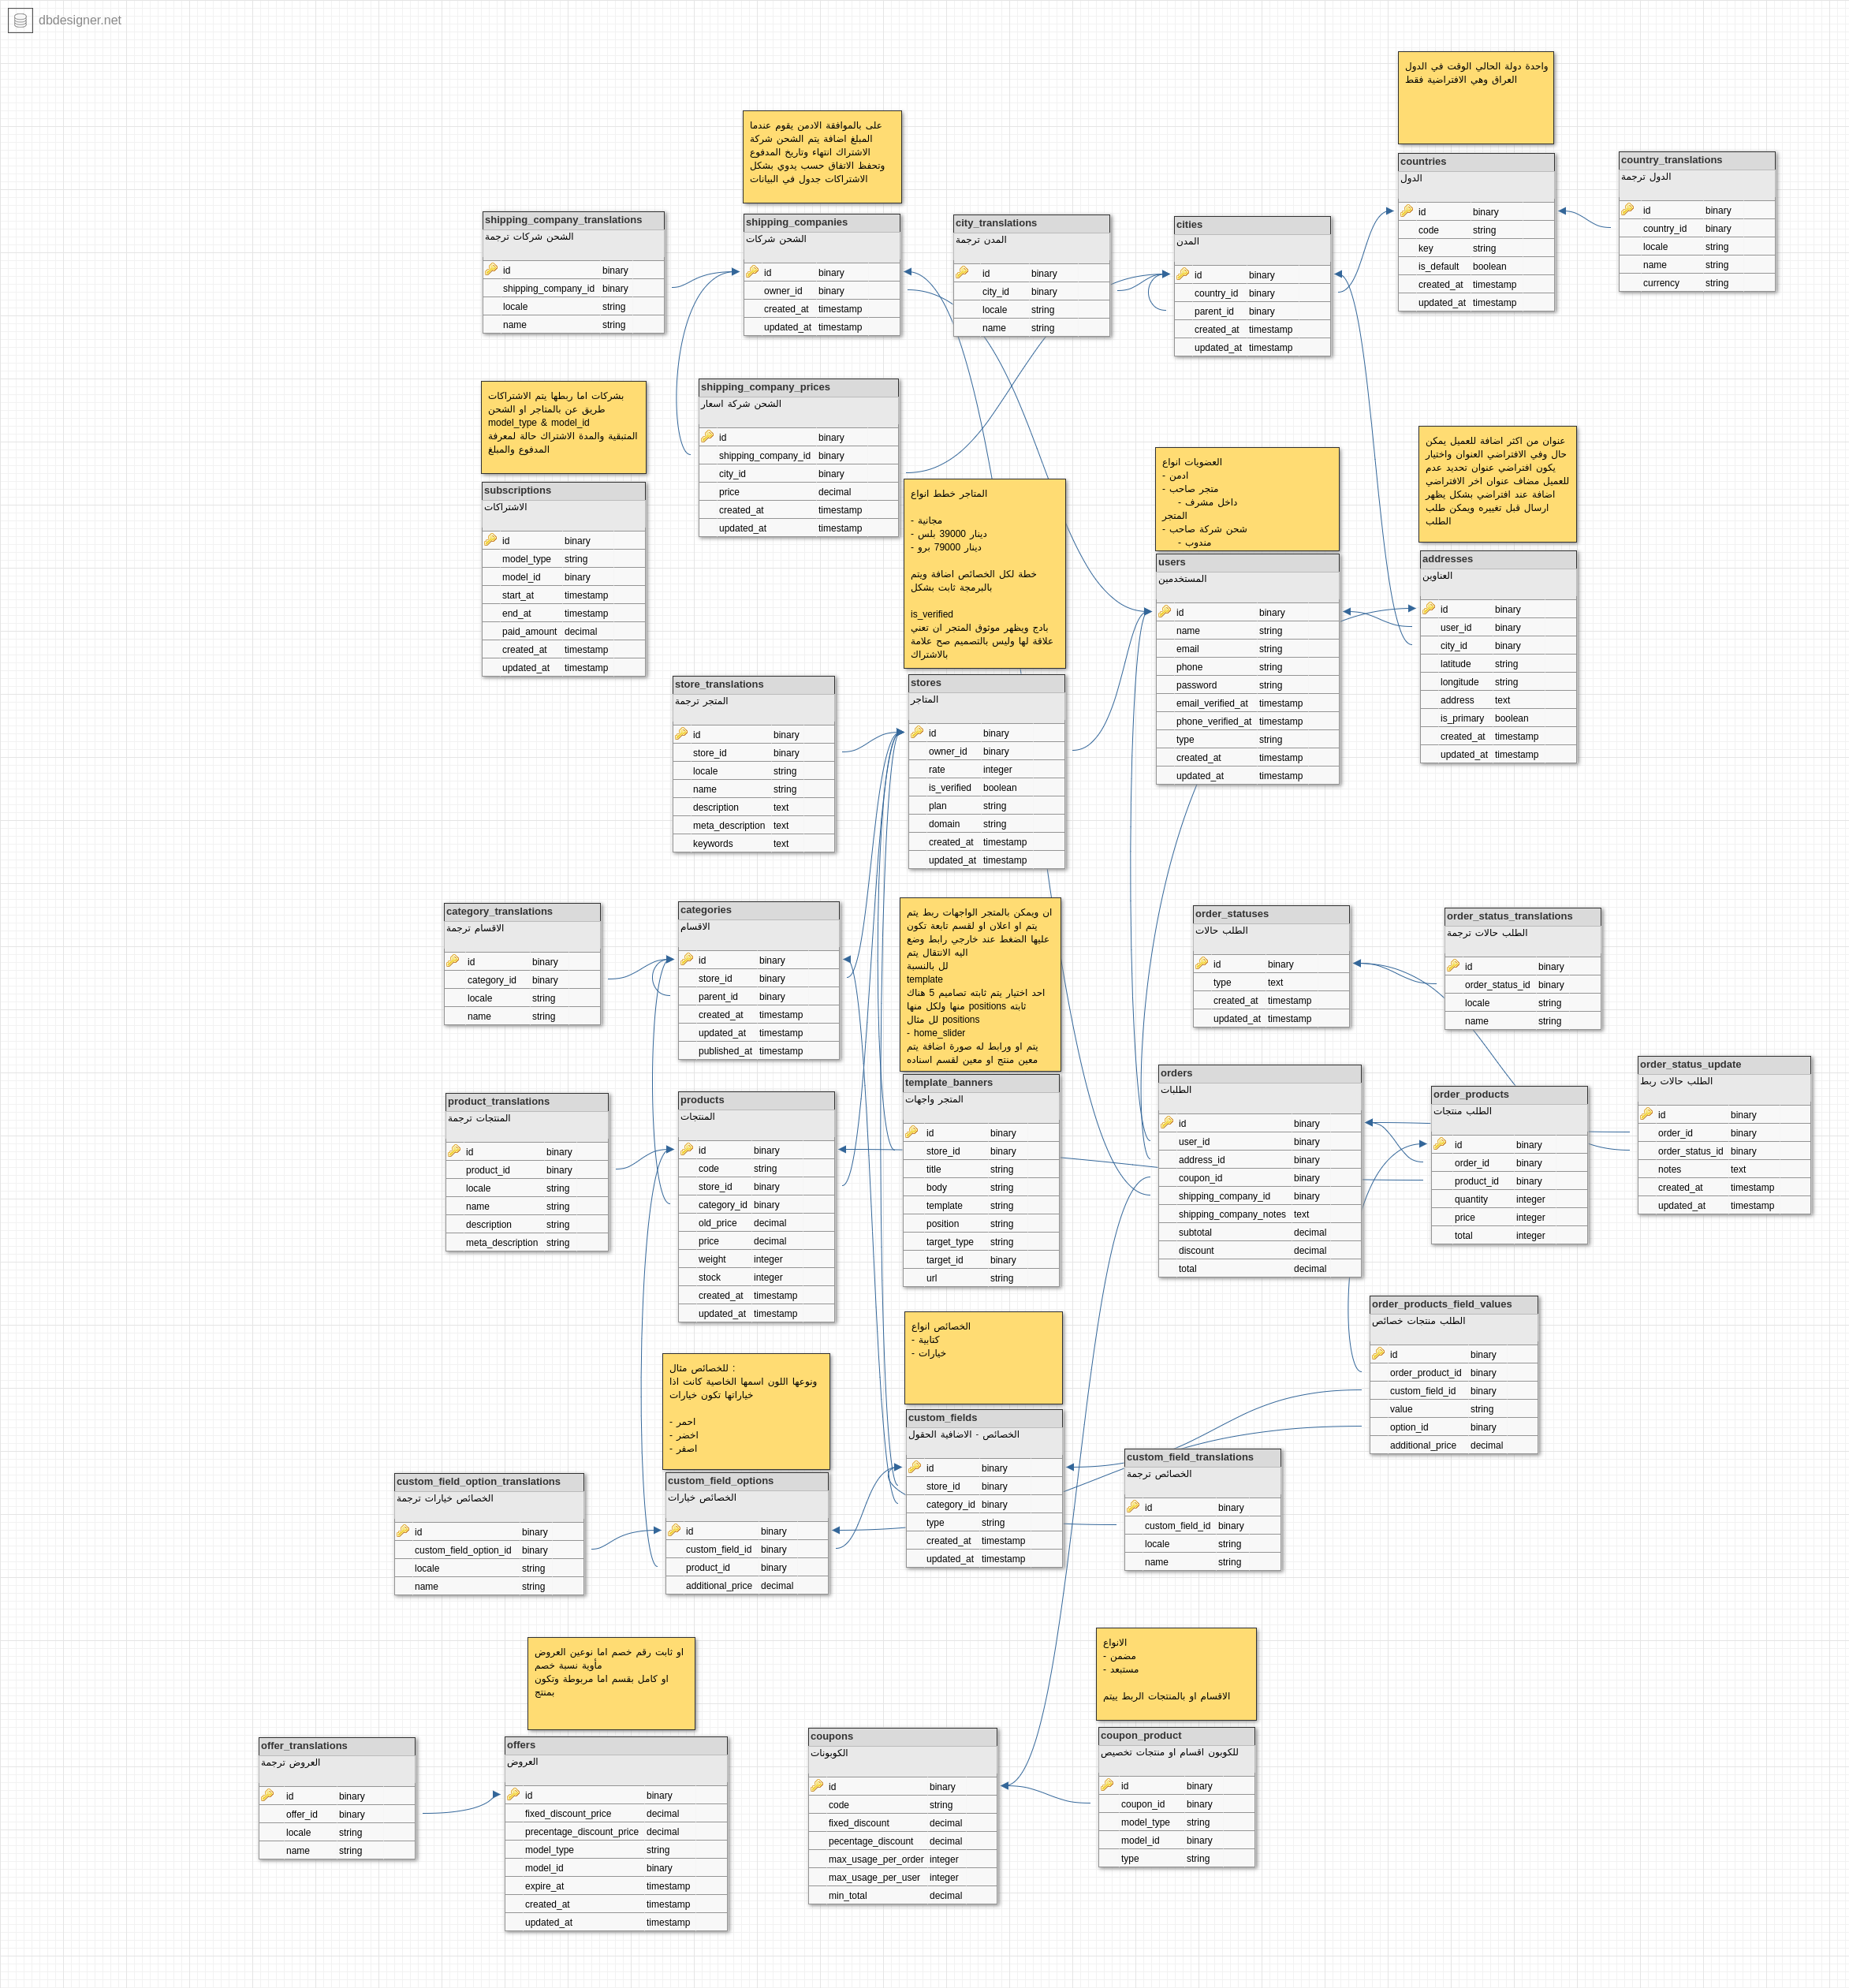 dbdesigner.net
واحدة دولة الحالي الوقت في الدول
العراق وهي الافتراضية فقط
countries
الدول
id binary
code string
key string
is_default boolean
created_at timestamp
updated_at timestamp
country_translations
الدول ترجمة
id binary
country_id binary
locale string
name string
currency string
على بالموافقة الادمن يقوم عندما
المبلغ اضافة يتم الشحن شركة
الاشتراك انتهاء وتاريخ المدفوع
وتحفظ الاتفاق حسب يدوي بشكل
الاشتراكات جدول في البيانات
shipping_company_translations
الشحن شركات ترجمة
id binary
shipping_company_id binary
locale string
name string
shipping_companies
الشحن شركات
id binary
owner_id binary
created_at timestamp
updated_at timestamp
city_translations
المدن ترجمة
id binary
city_id binary
locale string
name string
cities
المدن
id binary
country_id binary
parent_id binary
created_at timestamp
updated_at timestamp
shipping_company_prices
الشحن شركة اسعار
id binary
shipping_company_id binary
city_id binary
price decimal
created_at timestamp
updated_at timestamp
بشركات اما ربطها يتم الاشتراكات
طريق عن بالمتاجر او الشحن
model_type & model_id
المتبقية والمدة الاشتراك حالة لمعرفة
المدفوع والمبلغ
subscriptions
الاشتراكات
id binary
model_type string
model_id binary
start_at timestamp
end_at timestamp
paid_amount decimal
created_at timestamp
updated_at timestamp
المتاجر خطط انواع
- مجانية
- دينار 39000 بلس
- دينار 79000 برو
خطة لكل الخصائص اضافة ويتم
بالبرمجة ثابت بشكل
is_verified
بادج ويظهر موثوق المتجر ان تعني
علاقة لها وليس بالتصميم صح علامة
بالاشتراك
العضويات انواع
- ادمن
- متجر صاحب
- داخل مشرف
المتجر
- شحن شركة صاحب
- مندوب
users
المستخدمين
id binary
name string
email string
phone string
password string
email_verified_at timestamp
phone_verified_at timestamp
type string
created_at timestamp
updated_at timestamp
عنوان من اكثر اضافة للعميل يمكن
حال وفي الافتراضي العنوان واختيار
يكون افتراضي عنوان تحديد عدم
للعميل مضاف عنوان اخر الافتراضي
اضافة عند افتراضي بشكل يظهر
ارسال قبل تغييره ويمكن طلب
الطلب
addresses
العناوين
id binary
user_id binary
city_id binary
latitude string
longitude string
address text
is_primary boolean
created_at timestamp
updated_at timestamp
store_translations
المتجر ترجمة
id binary
store_id binary
locale string
name string
description text
meta_description text
keywords text
stores
المتاجر
id binary
owner_id binary
rate integer
is_verified boolean
plan string
domain string
created_at timestamp
updated_at timestamp
category_translations
الاقسام ترجمة
id binary
category_id binary
locale string
name string
categories
الاقسام
id binary
store_id binary
parent_id binary
created_at timestamp
updated_at timestamp
published_at timestamp
ان ويمكن بالمتجر الواجهات ربط يتم
يتم او اعلان او لقسم تابعة تكون
عليها الضغط عند خارجي رابط وضع
اليه الانتقال يتم
لل بالنسبة
template
احد اختيار يتم ثابته تصاميم 5 هناك
ثابته positions منها ولكل منها
لل مثال positions
- home_slider
يتم او ورابط له صورة اضافة يتم
معين منتج او معين لقسم اسناده
template_banners
المتجر واجهات
id binary
store_id binary
title string
body string
template string
position string
target_type string
target_id binary
url string
order_statuses
الطلب حالات
id binary
type text
created_at timestamp
updated_at timestamp
order_status_translations
الطلب حالات ترجمة
id binary
order_status_id binary
locale string
name string
order_status_update
الطلب حالات ربط
id binary
order_id binary
order_status_id binary
notes text
created_at timestamp
updated_at timestamp
orders
الطلبات
id binary
user_id binary
address_id binary
coupon_id binary
shipping_company_id binary
shipping_company_notes text
subtotal decimal
discount decimal
total decimal
order_products
الطلب منتجات
id binary
order_id binary
product_id binary
quantity integer
price integer
total integer
product_translations
المنتجات ترجمة
id binary
product_id binary
locale string
name string
description string
meta_description string
products
المنتجات
id binary
code string
store_id binary
category_id binary
old_price decimal
price decimal
weight integer
stock integer
created_at timestamp
updated_at timestamp
order_products_field_values
الطلب منتجات خصائص
id binary
order_product_id binary
custom_field_id binary
value string
option_id binary
additional_price decimal
الخصائص انواع
- كتابية
- خيارات
custom_fields
الخصائص - الاضافية الحقول
id binary
store_id binary
category_id binary
type string
created_at timestamp
updated_at timestamp
custom_field_translations
الخصائص ترجمة
id binary
custom_field_id binary
locale string
name string
للخصائص مثال :
ونوعها اللون اسمها الخاصية كانت اذا
خياراتها تكون خيارات
- احمر
- اخضر
- اصفر
custom_field_option_translations
الخصائص خيارات ترجمة
id binary
custom_field_option_id binary
locale string
name string
custom_field_options
الخصائص خيارات
id binary
custom_field_id binary
product_id binary
additional_price decimal
او ثابت رقم خصم اما نوعين العروض
مأوية نسبة خصم
او كامل بقسم اما مربوطة وتكون
بمنتج
offer_translations
العروض ترجمة
id binary
offer_id binary
locale string
name string
offers
العروض
id binary
fixed_discount_price decimal
precentage_discount_price decimal
model_type string
model_id binary
expire_at timestamp
created_at timestamp
updated_at timestamp
coupons
الكوبونات
id binary
code string
fixed_discount decimal
pecentage_discount decimal
max_usage_per_order integer
max_usage_per_user integer
min_total decimal
الانواع
- مضمن
- مستبعد
الاقسام او بالمنتجات الربط ييتم
coupon_product
للكوبون اقسام او منتجات تخصيص
id binary
coupon_id binary
model_type string
model_id binary
type string